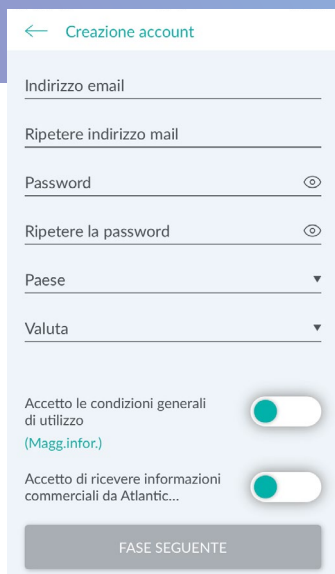 Creazione account
Indirizzo email
Ripetere indirizzo mail
Password
Ripetere la password
Paese
Valuta
Accetto le condizioni generali
di utilizzo
(Magg.infor.)
Accetto di ricevere informazioni
commerciali da Atlantic...
FASE SEGUENTE